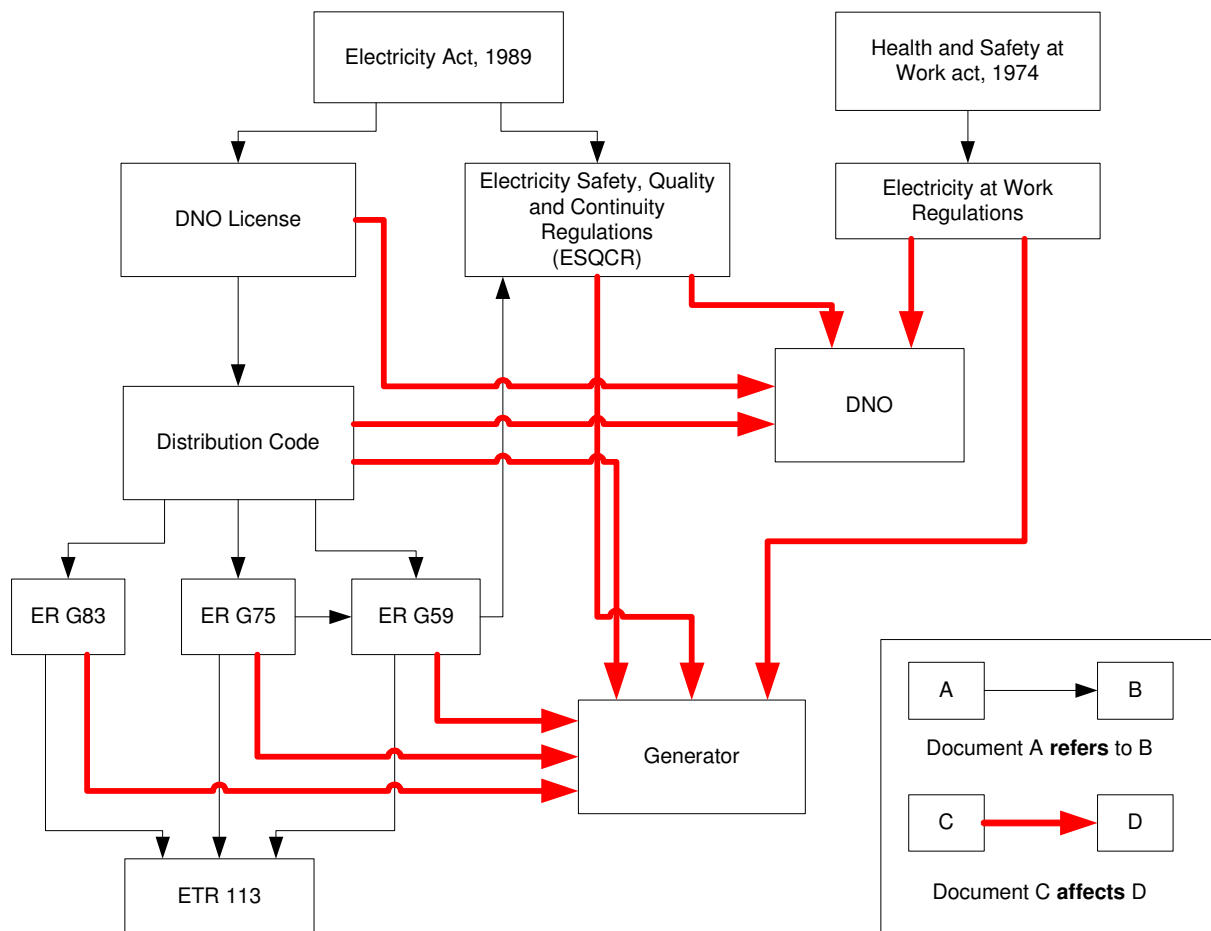 Electricity Act, 1989
Health and Safety at
Work act, 1974
DNO License
Electricity Safety, Quality
and Continuity
Regulations
(ESQCR)
Electricity at Work
Regulations
DNO
Distribution Code
ER G83
ER G75
ER G59
Generator
ETR 113
A
B
Document A refers to B
C
D
Document C affects D